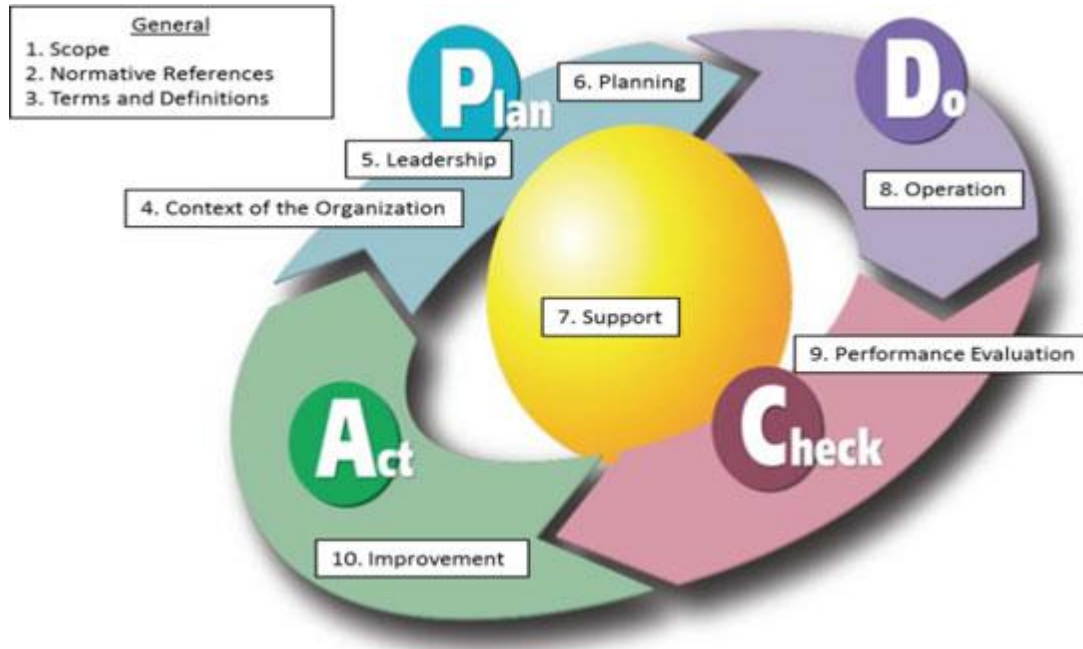 General
1. Scope
2. Normative References
3. Terms and Definitions
Plan
6. Planning
5. Leadership
4. Context of the Organization
Do
8. Operation
7. Support
9. Performance Evaluation
Check
Act
10. Improvement